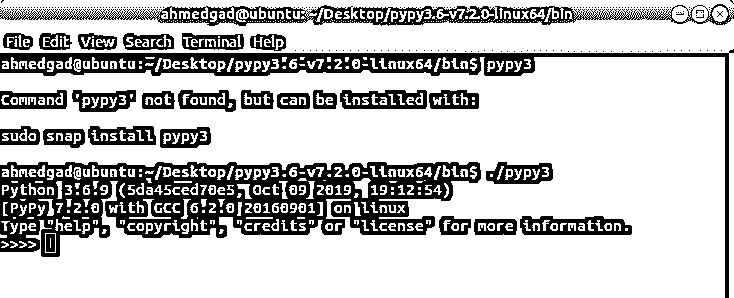 ahmedgad@ubuntu: ~/Desktop/pypy3.6-v7.2.0-linux64/bin
File Edit View Search Terminal Help
ahmedgad@ubuntu:~/Desktop/pypy3.6-v7.2.0-linux64/bin$ pypy3
Command 'pypy3' not found, but can be installed with:
sudo snap install pypy3
ahmedgad@ubuntu:~/Desktop/pypy3.6-v7.2.0-linux64/bin$ ./pypy3
Python 3.6.9 (5da45ced70e5, Oct 09 2019, 19:12:54)
[PyPy 7.2.0 with GCC 6.2.0 20160901] on linux
Type "help", "copyright", "credits" or "license" for more information.
>>>>